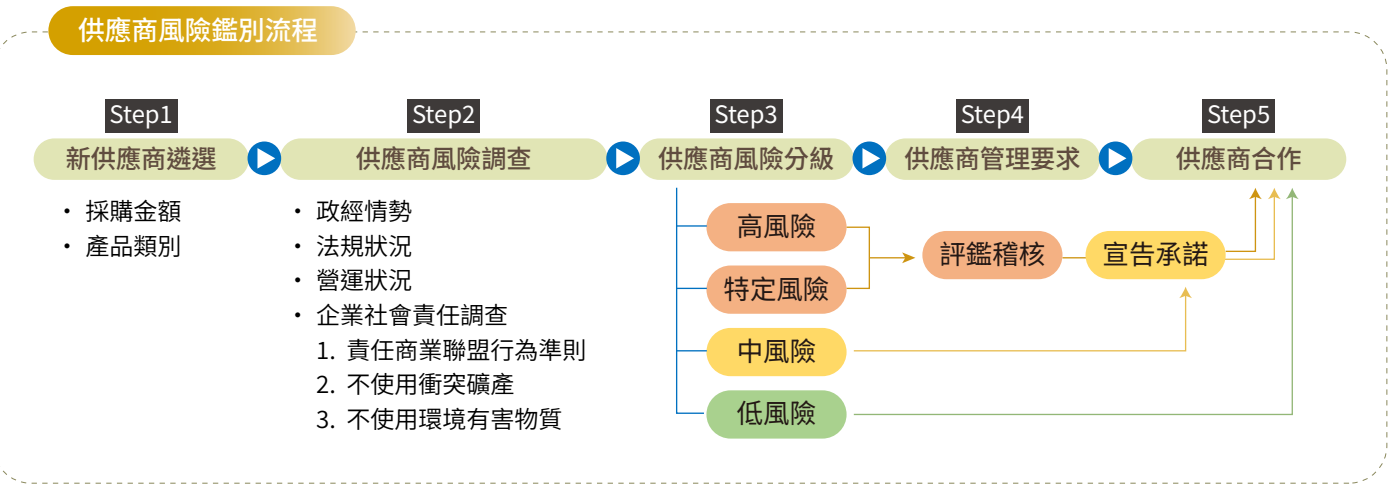 供應商風險鑑別流程
Step1
新供應商遴選
・ 採購金額
・ 產品類別
Step2
供應商風險調查
・ 政經情勢
・ 法規狀況
・ 營運狀況
・ 企業社會責任調查
1. 責任商業聯盟行為準則
2. 不使用衝突礦產
3. 不使用環境有害物質
Step3
供應商風險分級
高風險
特定風險
中風險
低風險
Step4
供應商管理要求
評鑑稽核
宣告承諾
Step5
供應商合作